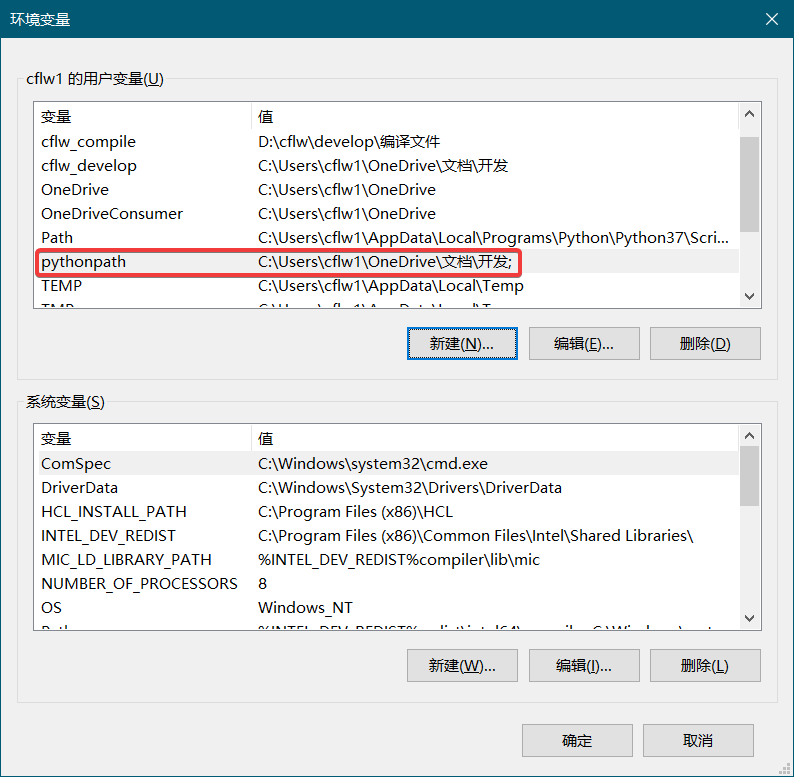 环境变量
cflw1 的用户变量(U)
变量 值
cflw_compile D:\cflw\develop\编译文件
cflw_develop C:\Users\cflw1\OneDrive\文档\开发
OneDrive C:\Users\cflw1\OneDrive
OneDriveConsumer C:\Users\cflw1\OneDrive
Path C:\Users\cflw1\AppData\Local\Programs\Python\Python37\Scri...
pythonpath C:\Users\cflw1\OneDrive\文档\开发;
TEMP C:\Users\cflw1\AppData\Local\Temp
新建(N)... 编辑(E)... 删除(D)
系统变量(S)
变量 值
ComSpec C:\Windows\system32\cmd.exe
DriverData C:\Windows\System32\Drivers\DriverData
HCL_INSTALL_PATH C:\Program Files (x86)\HCL
INTEL_DEV_REDIST C:\Program Files (x86)\Common Files\Intel\Shared Libraries\
MIC_LD_LIBRARY_PATH %INTEL_DEV_REDIST%compiler\lib\mic
NUMBER_OF_PROCESSORS 8
OS Windows_NT
新建(W)... 编辑(I)... 删除(L)
确定 取消